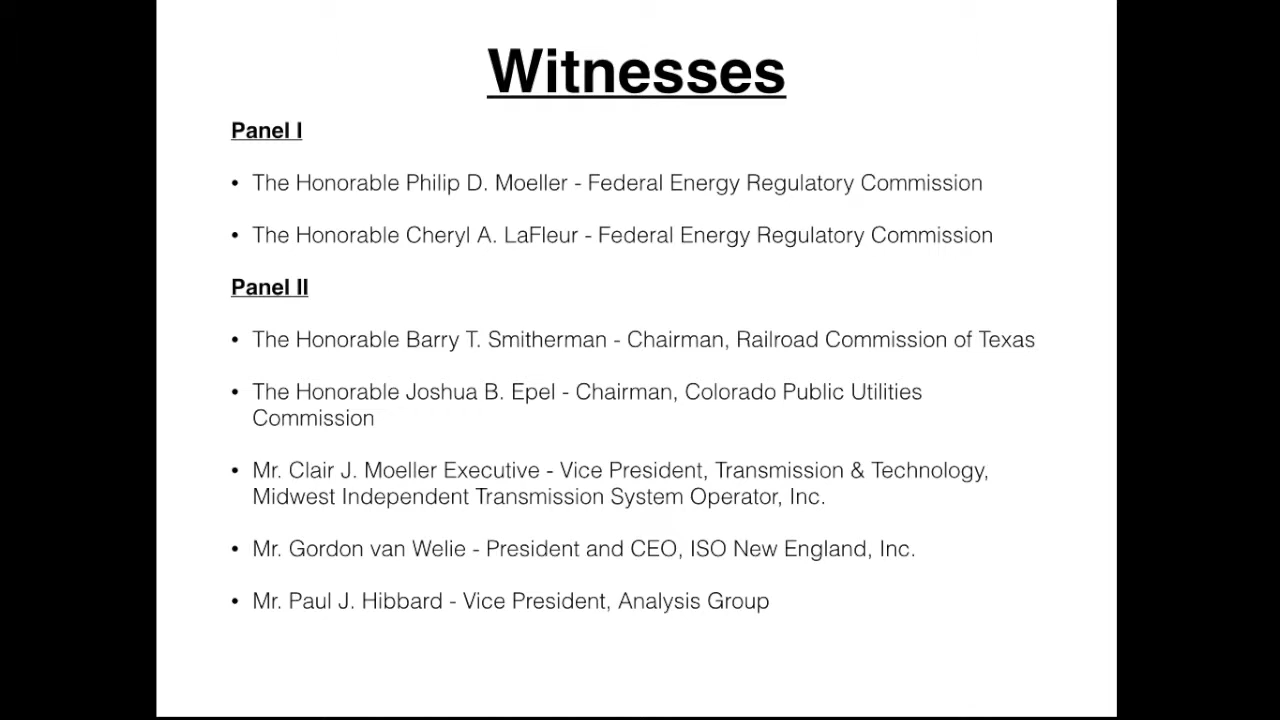 Witnesses
Panel I
• The Honorable Philip D. Moeller - Federal Energy Regulatory Commission
• The Honorable Cheryl A. LaFleur - Federal Energy Regulatory Commission
Panel II
• The Honorable Barry T. Smitherman - Chairman, Railroad Commission of Texas
• The Honorable Joshua B. Epel - Chairman, Colorado Public Utilities
Commission
• Mr. Clair J. Moeller Executive - Vice President, Transmission & Technology,
Midwest Independent Transmission System Operator, Inc.
• Mr. Gordon van Welie - President and CEO, ISO New England, Inc.
• Mr. Paul J. Hibbard - Vice President, Analysis Group